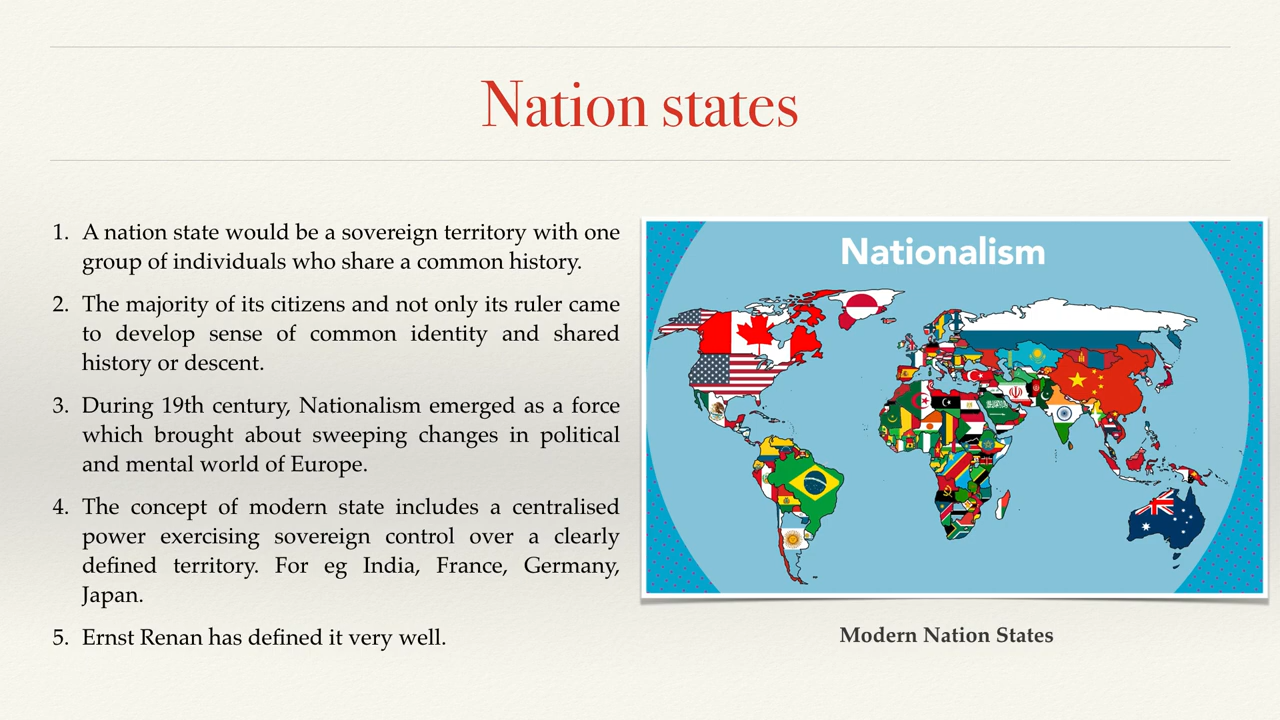 Nation states
1. A nation state would be a sovereign territory with one
group of individuals who share a common history.
2. The majority of its citizens and not only its ruler came
to develop sense of common identity and shared
history or descent.
3. During 19th century, Nationalism emerged as a force
which brought about sweeping changes in political
and mental world of Europe.
4. The concept of modern state includes a centralised
power exercising sovereign control over a clearly
defined territory. For eg India, France, Germany,
Japan.
5. Ernst Renan has defined it very well.
Nationalism
Modern Nation States